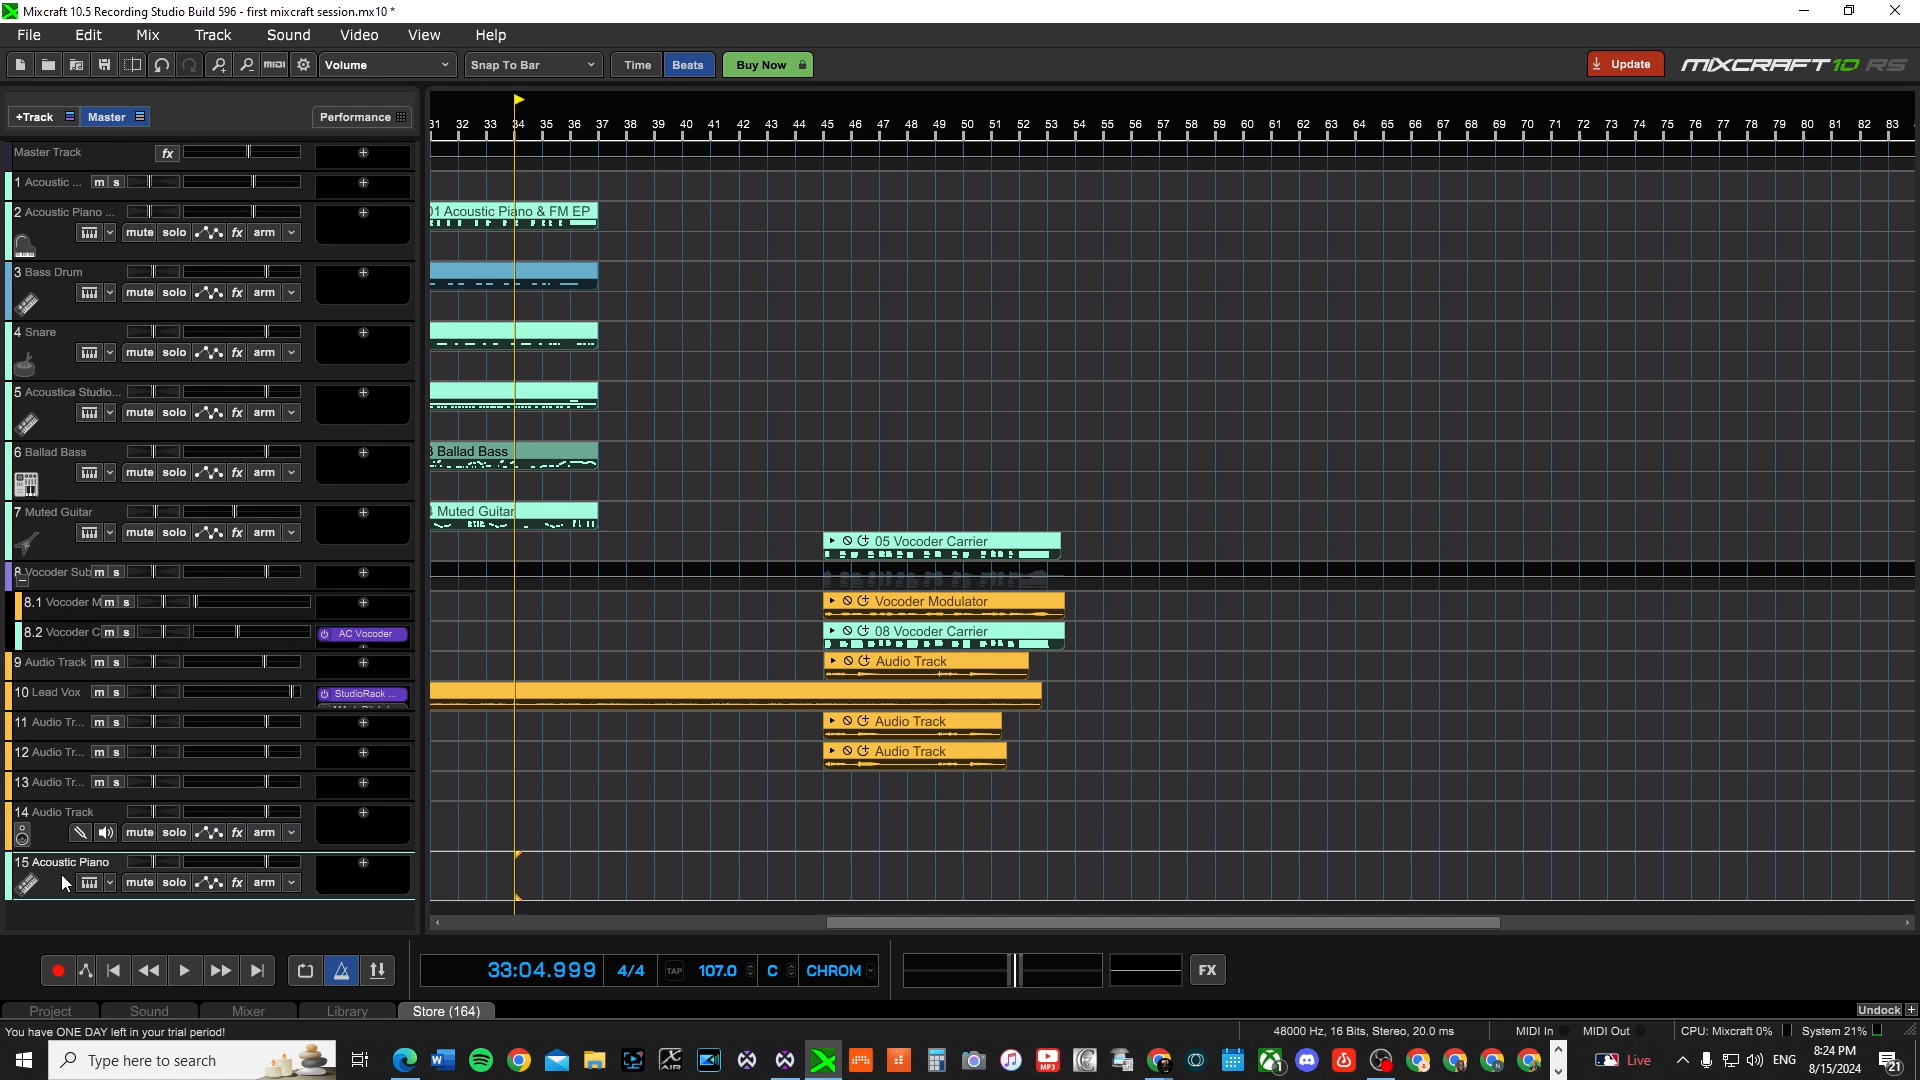 Mixcraft 10.5 Recording Studio Build 596 - first mixcraft session.mx10 *
File Edit Mix Track Sound Video View Help
MIDI Volume Snap To Bar Time Beats Buy Now Update MIXCRAFT 10 RS
+Track Master Performance
31 32 33 34 35 36 37 38 39 40 41 42 43 44 45 46 47 48 49 50 51 52 53 54 55 56 57 58 59 60 61 62 63 64 65 66 67 68 69 70 71 72 73 74 75 76 77 78 79 80 81 82 83
Master Track fx
1 Acoustic ... m s
2 Acoustic Piano ... 01 Acoustic Piano & FM EP
mute solo fx arm
3 Bass Drum
mute solo fx arm
4 Snare
mute solo fx arm
5 Acoustica Studio...
mute solo fx arm
6 Ballad Bass 3 Ballad Bass
mute solo fx arm
7 Muted Guitar 4 Muted Guitar
mute solo fx arm
05 Vocoder Carrier
8 Vocoder Sub m s
8.1 Vocoder M m s Vocoder Modulator
8.2 Vocoder C m s AC Vocoder 08 Vocoder Carrier
9 Audio Track m s Audio Track
10 Lead Vox m s StudioRack ...
11 Audio Tr... m s Audio Track
12 Audio Tr... m s Audio Track
13 Audio Tr... m s
14 Audio Track
mute solo fx arm
15 Acoustic Piano
mute solo fx arm
33:04.999 4/4 TAP 107.0 C CHROM FX
Project Sound Mixer Library Store (164) Undock
You have ONE DAY left in your trial period! 48000 Hz, 16 Bits, Stereo, 20.0 ms MIDI In MIDI Out CPU: Mixcraft 0% System 21%
Type here to search Live ENG 8:24 PM
8/15/2024 21